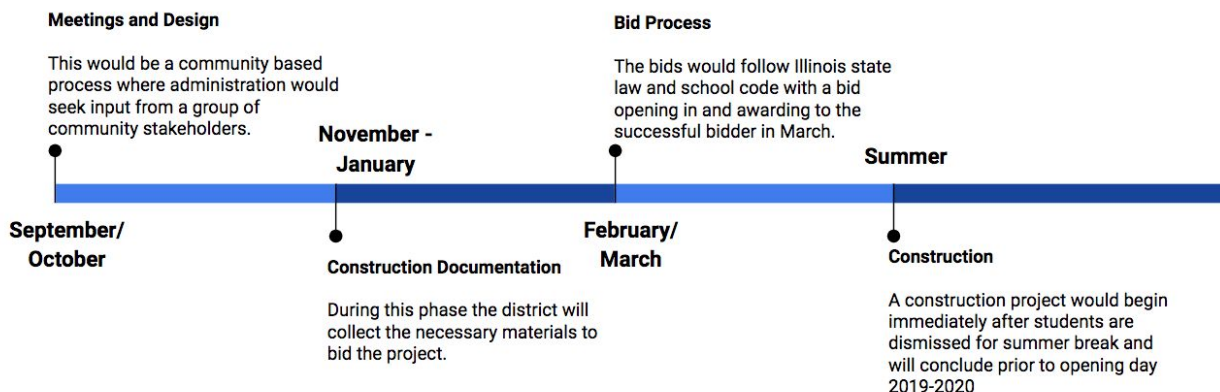 Meetings and Design
This would be a community based
process where administration would
seek input from a group of
community stakeholders.
September/
October
November -
January
Construction Documentation
During this phase the district will
collect the necessary materials to
bid the project.
Bid Process
The bids would follow Illinois state
law and school code with a bid
opening in and awarding to the
successful bidder in March.
February/
March
Summer
Construction
A construction project would begin
immediately after students are
dismissed for summer break and
will conclude prior to opening day
2019-2020